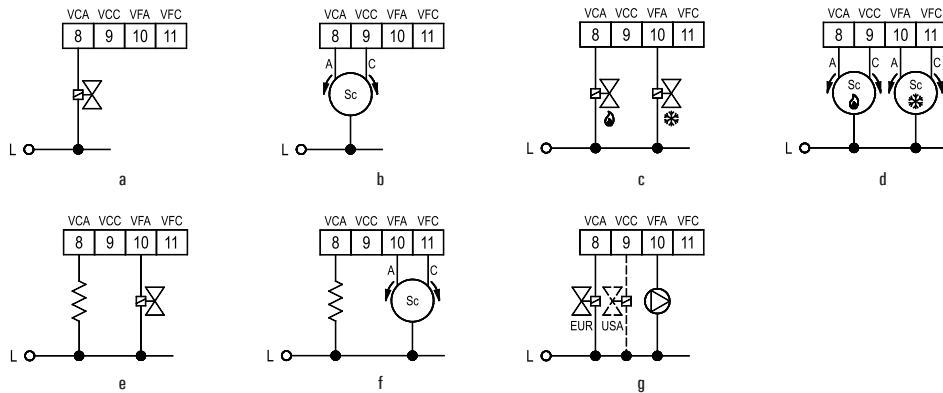 VCA VCC VFA VFC VCA VCC VFA VFC VCA VCC VFA VFC VCA VCC VFA VFC
8 9 10 11 8 9 10 11 8 9 10 11 8 9 10 11
A C A C A C
Sc Sc Sc
L L L L
a b c d
VCA VCC VFA VFC VCA VCC VFA VFC VCA VCC VFA VFC
8 9 10 11 8 9 10 11 8 9 10 11
A C
Sc
EUR USA
L L L
e f g